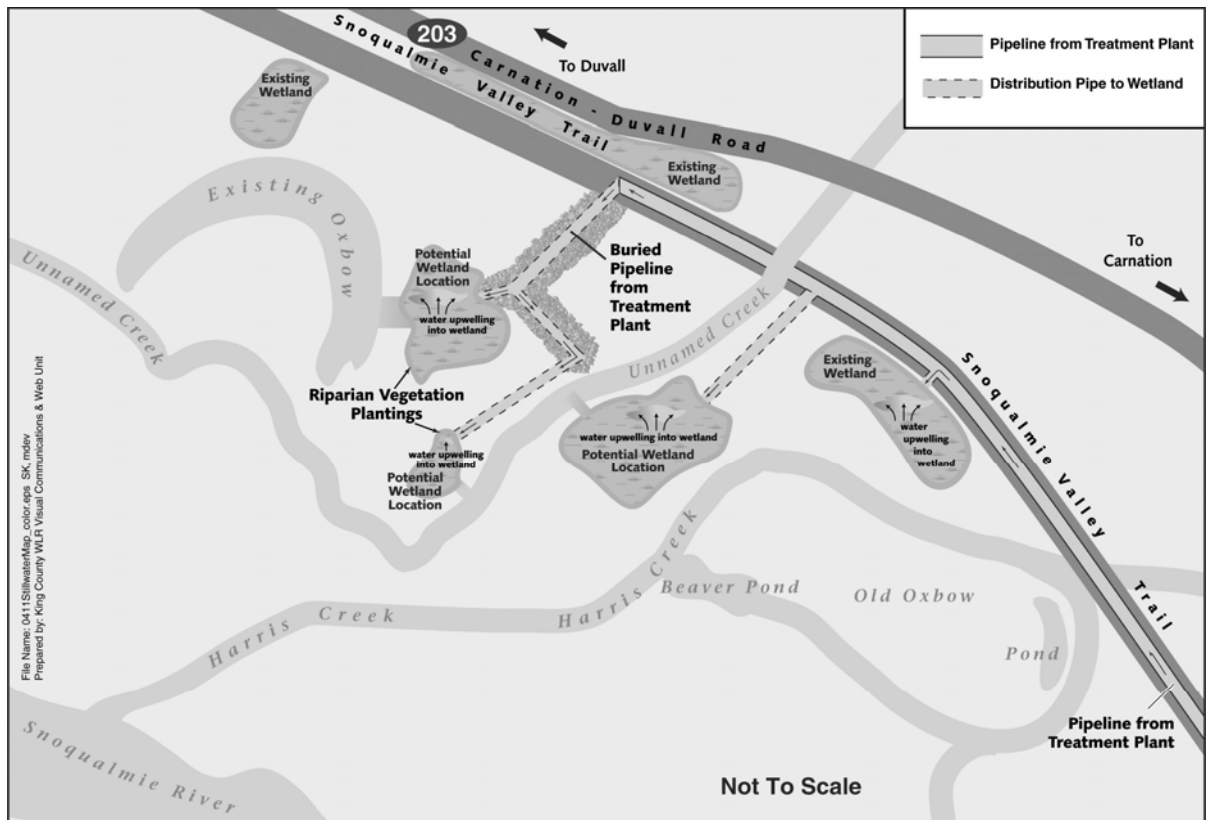 203
Snoqualmie Valley Trail
Carnation - Duvall Road
To Duvall
Pipeline from Treatment Plant
Distribution Pipe to Wetland
Existing
Wetland
Existing
Wetland
To
Carnation
Existing Oxbow
Unnamed Creek
Potential
Wetland
Location
water upwelling
into wetland
Buried
Pipeline
from
Treatment
Plant
Unnamed Creek
Riparian Vegetation
Plantings
water upwelling
into wetland
Potential
Wetland
Location
water upwelling into wetland
Potential Wetland
Location
Existing
Wetland
water
upwelling
into
wetland
Snoqualmie Valley Trail
Harris Creek
Harris Creek
Beaver Pond
Old Oxbow
Pond
Pipeline from
Treatment Plant
Snoqualmie River
Not To Scale
File Name: 0411StillwaterMap_color.eps SK, mdev
Prepared by: King County WLR Visual Communications & Web Unit